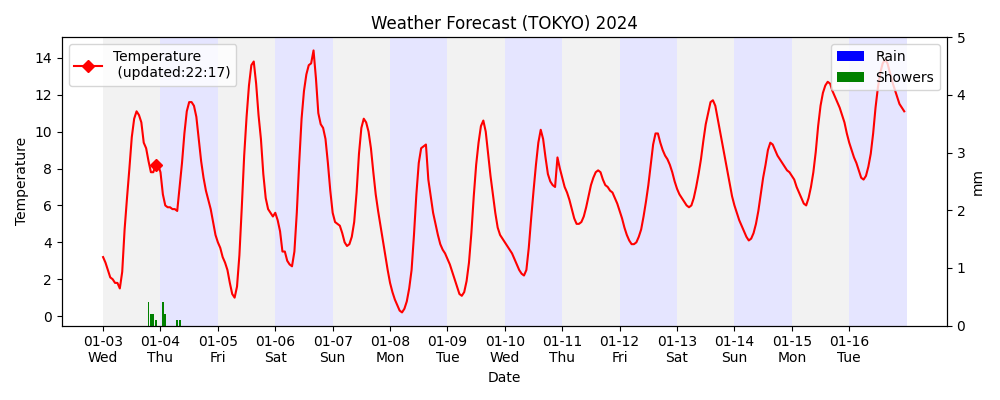 Weather Forecast (TOKYO) 2024
Temperature
(updated:22:17)
Rain
Showers
Temperature
14
12
10
8
6
4
2
0
5
4
3
2
1
0
mm
01-03 01-04 01-05 01-06 01-07 01-08 01-09 01-10 01-11 01-12 01-13 01-14 01-15 01-16
Wed Thu Fri Sat Sun Mon Tue Wed Thu Fri Sat Sun Mon Tue
Date